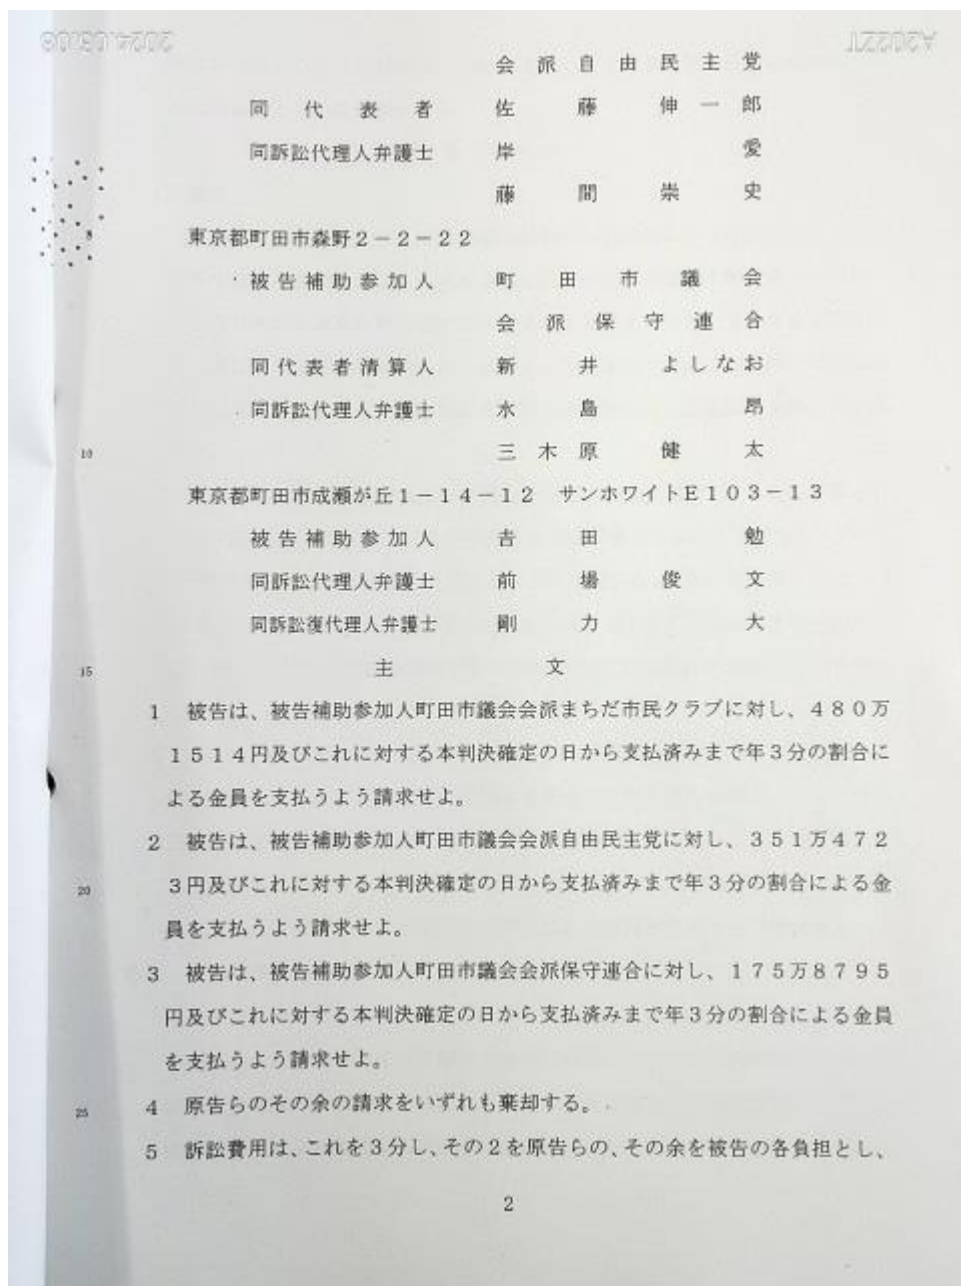 2024.06.06
A2022T
会派自由民主党
同代表者 佐藤伸一郎
同訴訟代理人弁護士 岸愛
藤間崇史
5
東京都町田市森野2-2-22
被告補助参加人 町田市議会
会派保守連合
同代表者清算人 新井よしなお
同訴訟代理人弁護士 水島昂
10 三木原健太
東京都町田市成瀬が丘1-14-12 サンホワイトE103-13
被告補助参加人 𠮷田勉
同訴訟代理人弁護士 前場俊文
同訴訟復代理人弁護士 剛力大
15 主文
1 被告は、被告補助参加人町田市議会会派まちだ市民クラブに対し、480万
1514円及びこれに対する本判決確定の日から支払済みまで年3分の割合に
よる金員を支払うよう請求せよ。
2 被告は、被告補助参加人町田市議会会派自由民主党に対し、351万472
20 3円及びこれに対する本判決確定の日から支払済みまで年3分の割合による金
員を支払うよう請求せよ。
3 被告は、被告補助参加人町田市議会会派保守連合に対し、175万8795
円及びこれに対する本判決確定の日から支払済みまで年3分の割合による金員
を支払うよう請求せよ。
25 4 原告らのその余の請求をいずれも棄却する。
5 訴訟費用は、これを3分し、その2を原告らの、その余を被告の各負担とし、
2